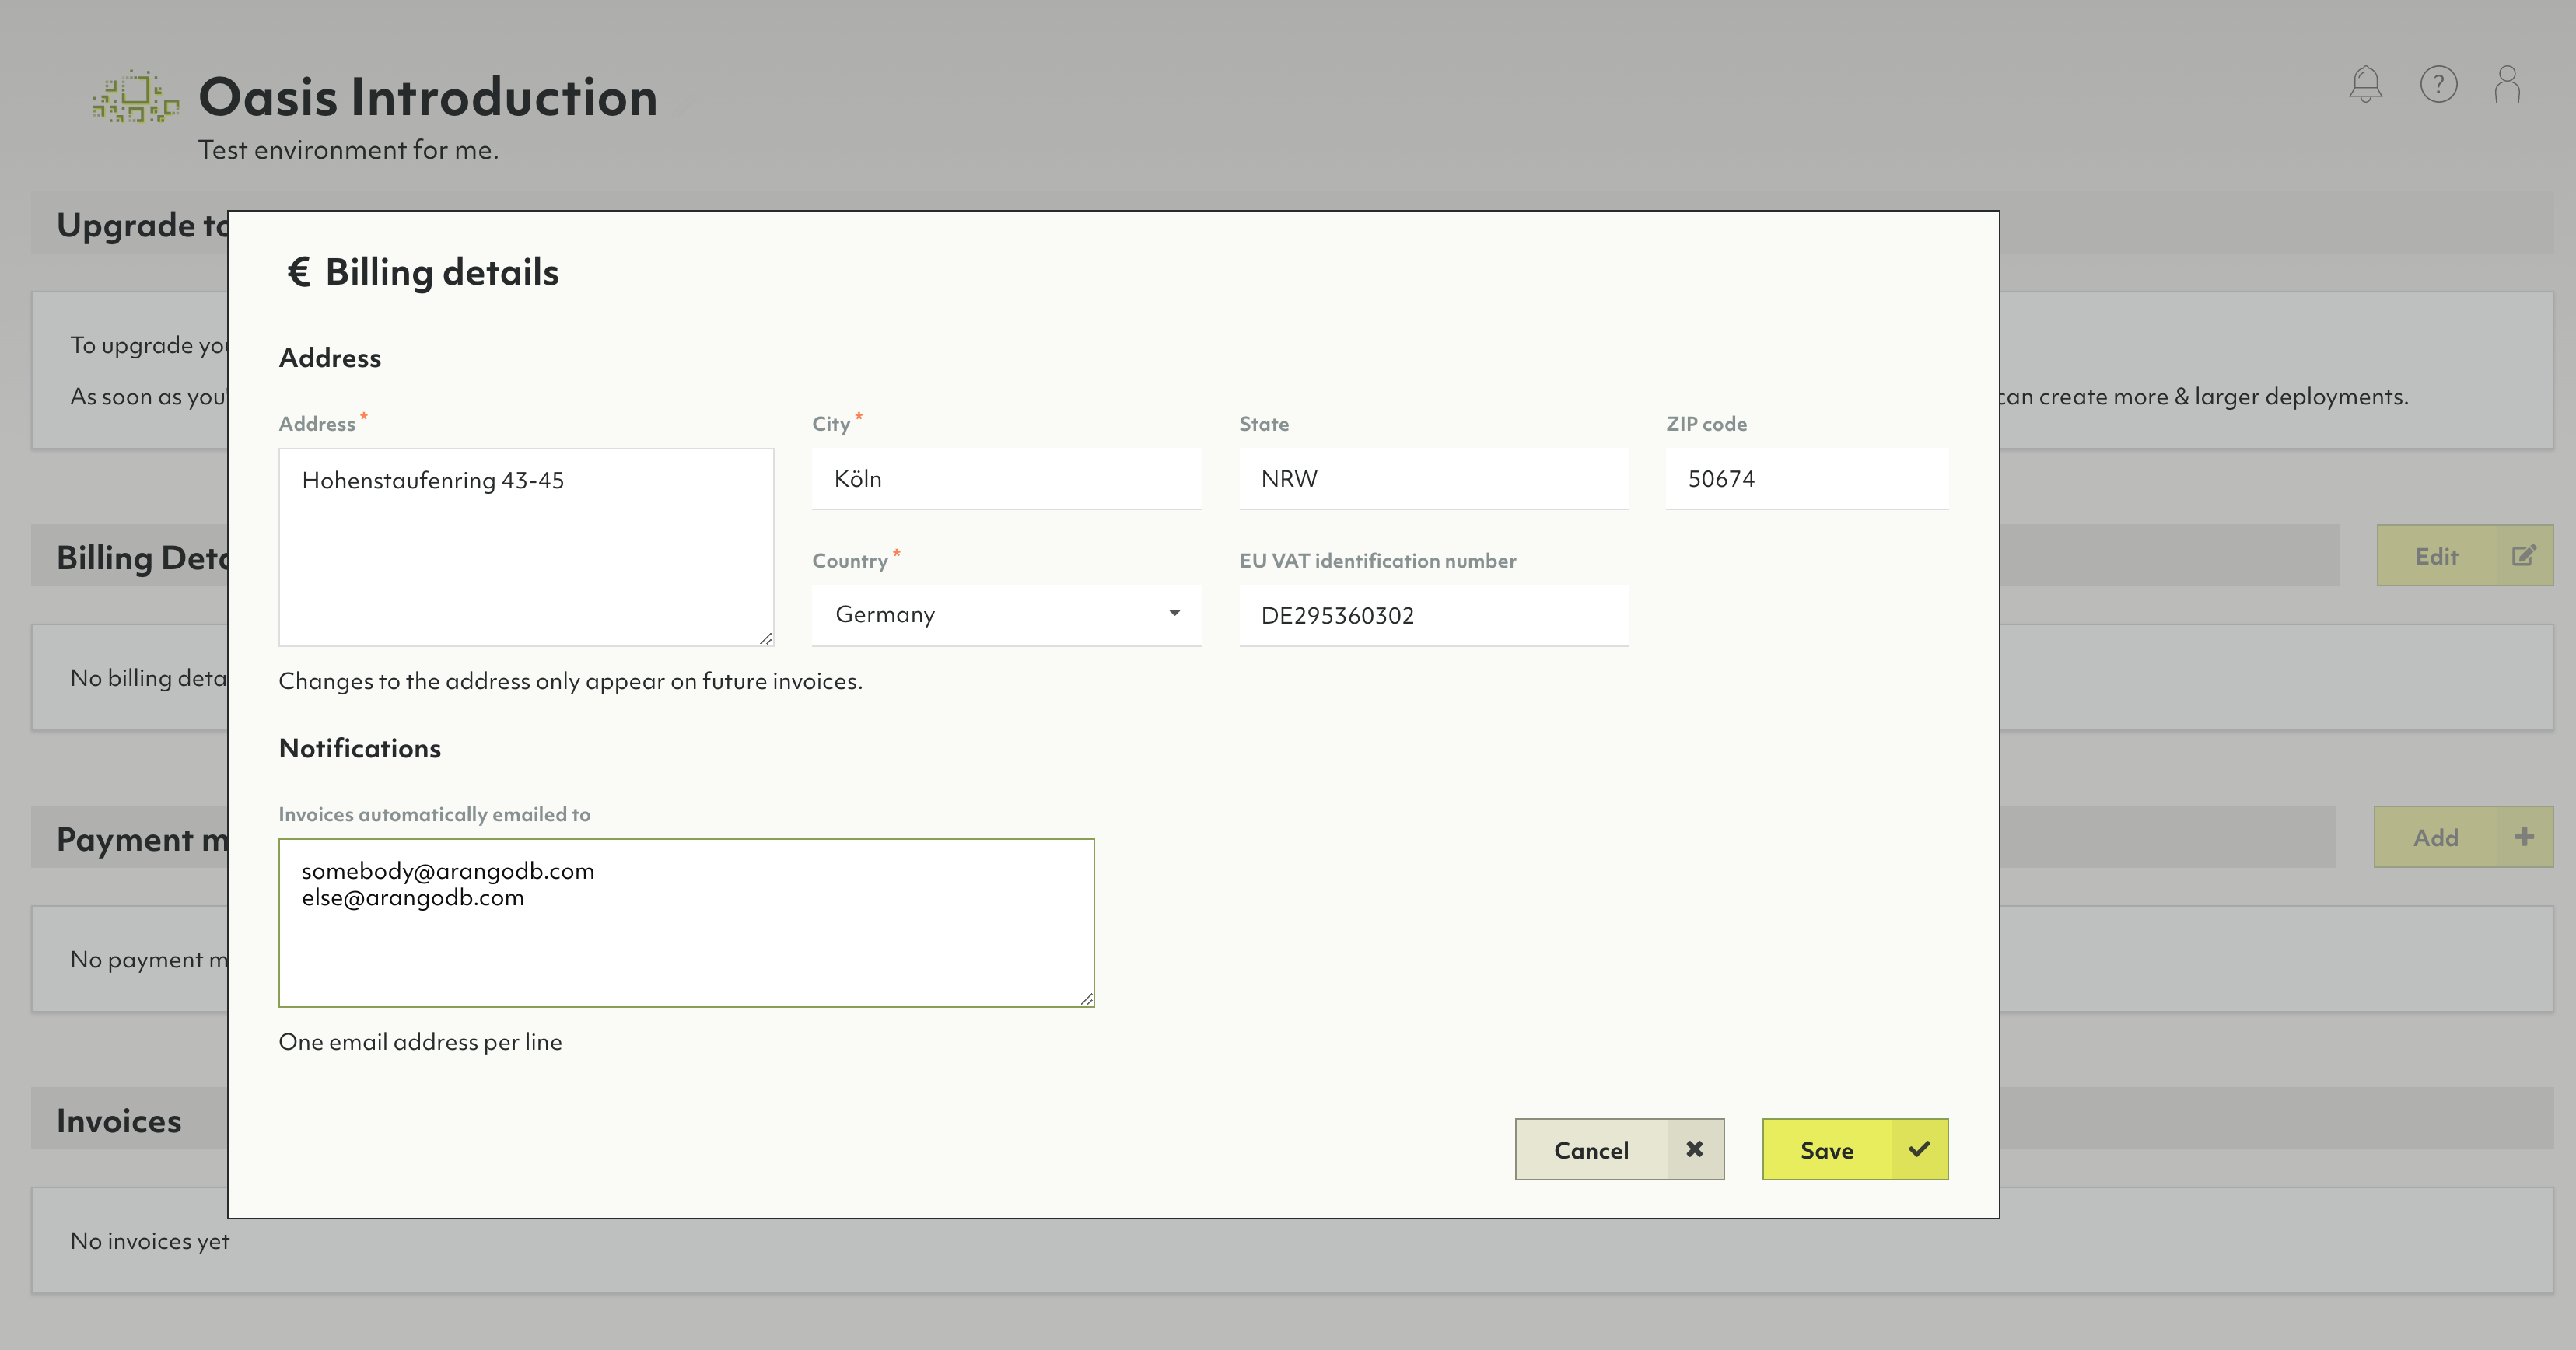 Oasis Introduction
Test environment for me.
Upgrade to
€ Billing details
To upgrade you
As soon as you'
can create more & larger deployments.
Address
Address *
City *
State
ZIP code
Hohenstaufenring 43-45
Köln
NRW
50674
Billing Deta
Edit
Country *
EU VAT identification number
Germany
DE295360302
No billing deta
Changes to the address only appear on future invoices.
Notifications
Invoices automatically emailed to
Payment m
Add
somebody@arangodb.com
else@arangodb.com
No payment m
One email address per line
Invoices
Cancel
Save
No invoices yet